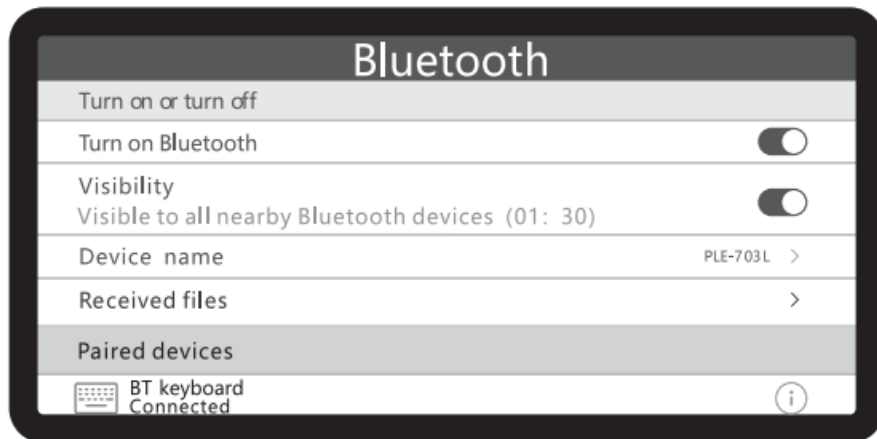 Bluetooth
Turn on or turn off
Turn on Bluetooth
Visibility
Visible to all nearby Bluetooth devices (01: 30)
Device name PLE-703L >
Received files >
Paired devices
BT keyboard
Connected